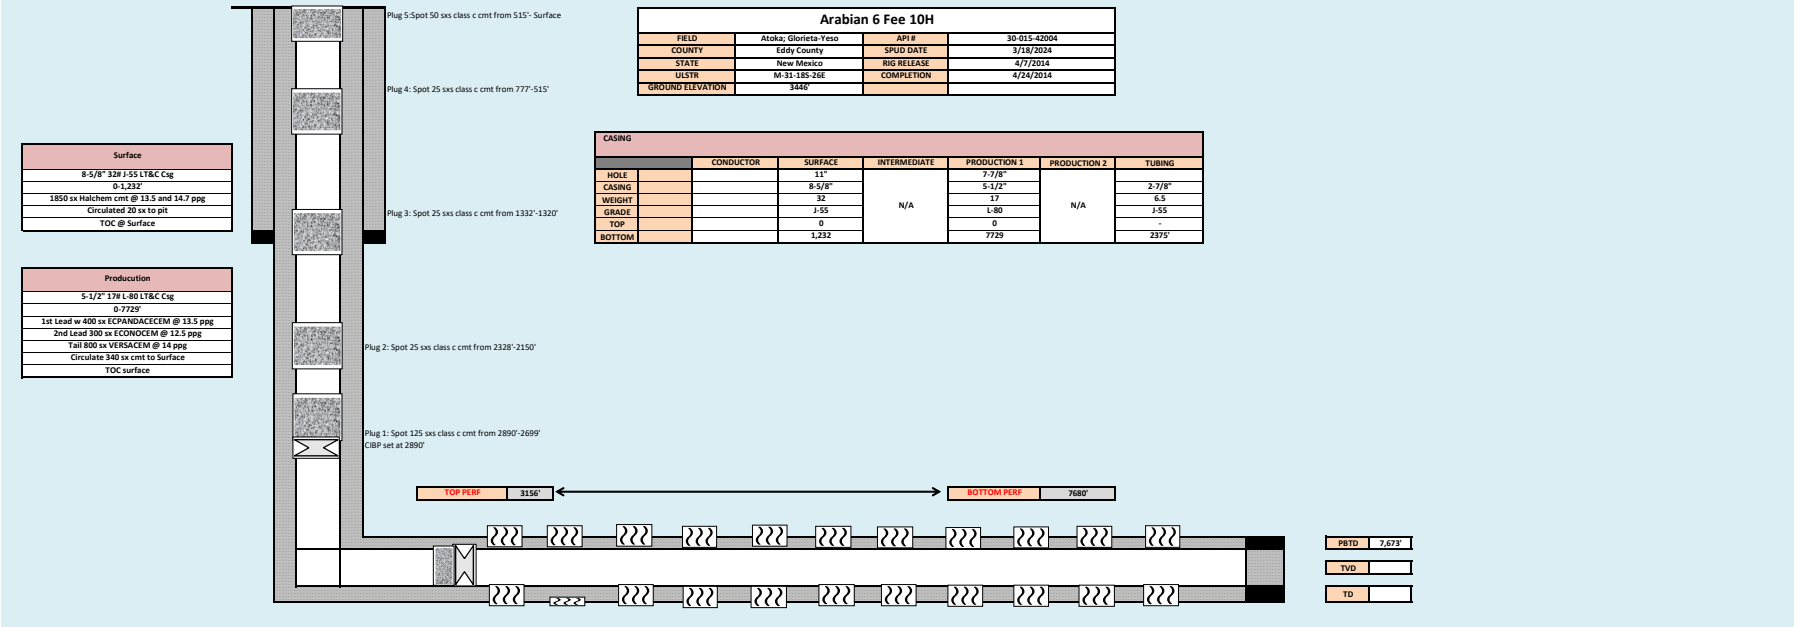 Plug 5:Spot 50 sxs class c cmt from 515'- Surface
Plug 4: Spot 25 sxs class c cmt from 777'-515'
Plug 3: Spot 25 sxs class c cmt from 1332'-1320'
Plug 2: Spot 25 sxs class c cmt from 2328'-2150'
Plug 1: Spot 125 sxs class c cmt from 2890'-2699'
CIBP set at 2890'
Arabian 6 Fee 10H
FIELD Atoka; Glorieta-Yeso API # 30-015-42004
COUNTY Eddy County SPUD DATE 3/18/2024
STATE New Mexico RIG RELEASE 4/7/2014
ULSTR M-31-18S-26E COMPLETION 4/24/2014
GROUND ELEVATION 3446'
Surface
8-5/8" 32# J-55 LT&C Csg
0-1,232'
1850 sx Halchem cmt @ 13.5 and 14.7 ppg
Circulated 20 sx to pit
TOC @ Surface
Producution
5-1/2" 17# L-80 LT&C Csg
0-7729'
1st Lead w 400 sx ECPANDACECEM @ 13.5 ppg
2nd Lead 300 sx ECONOCEM @ 12.5 ppg
Tail 800 sx VERSACEM @ 14 ppg
Circulate 340 sx cmt to Surface
TOC surface
CASING
CONDUCTOR SURFACE INTERMEDIATE PRODUCTION 1 PRODUCTION 2 TUBING
HOLE 11" 7-7/8"
CASING 8-5/8" 5-1/2" 2-7/8"
WEIGHT 32 N/A 17 N/A 6.5
GRADE J-55 L-80 J-55
TOP 0 0 -
BOTTOM 1,232 7729 2375'
TOP PERF 3156' BOTTOM PERF 7680'
PBTD 7,673'
TVD
TD